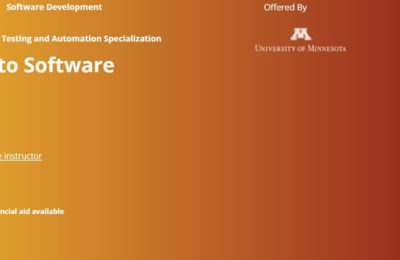 Software Development
Offered By
UNIVERSITY OF MINNESOTA
Testing and Automation Specialization
to Software
instructor
ncial aid available